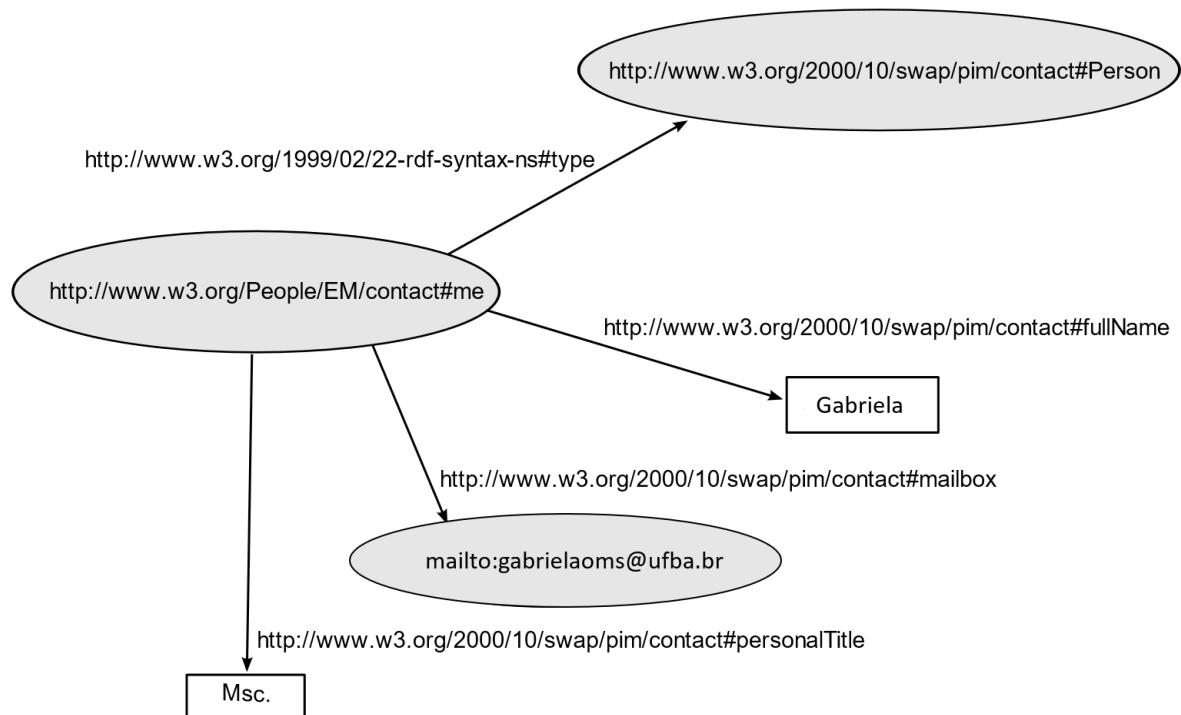 http://www.w3.org/2000/10/swap/pim/contact#Person
http://www.w3.org/1999/02/22-rdf-syntax-ns#type
http://www.w3.org/People/EM/contact#me
http://www.w3.org/2000/10/swap/pim/contact#fullName
Gabriela
http://www.w3.org/2000/10/swap/pim/contact#mailbox
mailto:gabrielaoms@ufba.br
http://www.w3.org/2000/10/swap/pim/contact#personalTitle
Msc.